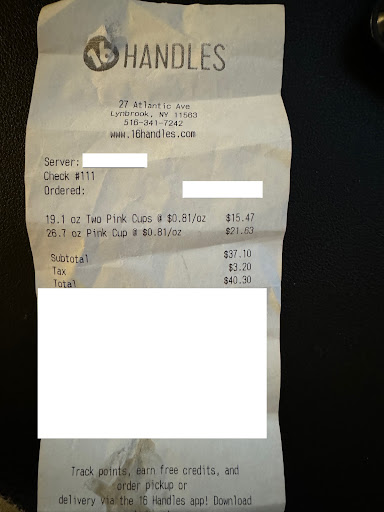 16 HANDLES
27 Atlantic Ave
Lynbrook, NY 11563
516-341-7242
www.16handles.com
Server:
Check #111
Ordered:
19.1 oz Two Pink Cups @ $0.81/oz $15.47
26.7 oz Pink Cup @ $0.81/oz $21.63
Subtotal $37.10
Tax $3.20
Total $40.30
Track points, earn free credits, and
order pickup or
delivery via the 16 Handles app! Download